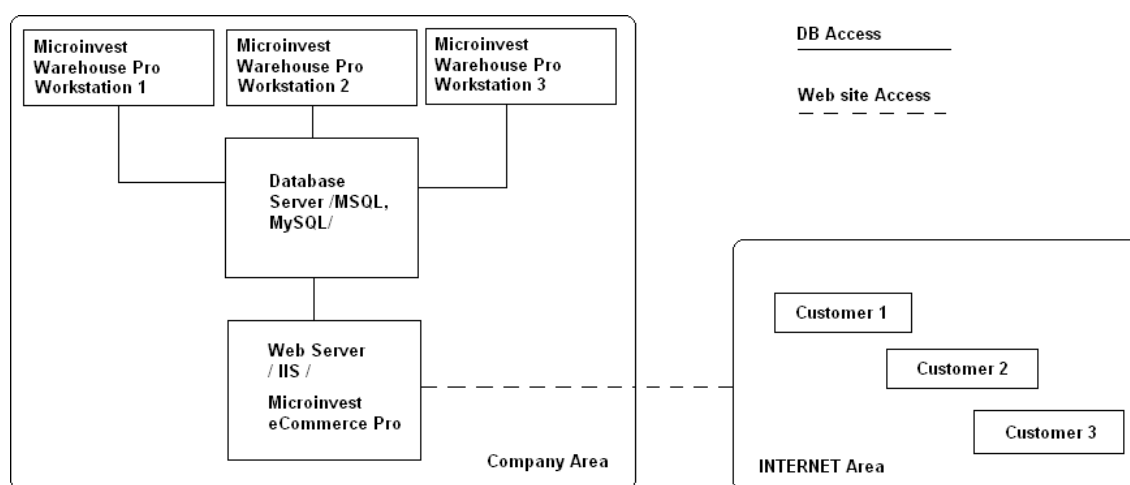 Microinvest
Warehouse Pro
Workstation 1
Microinvest
Warehouse Pro
Workstation 2
Microinvest
Warehouse Pro
Workstation 3
DB Access
Web site Access
Database
Server /MSQL,
MySQL/
Web Server
/ IIS /
Microinvest
eCommerce Pro
Company Area
Customer 1
Customer 2
Customer 3
INTERNET Area